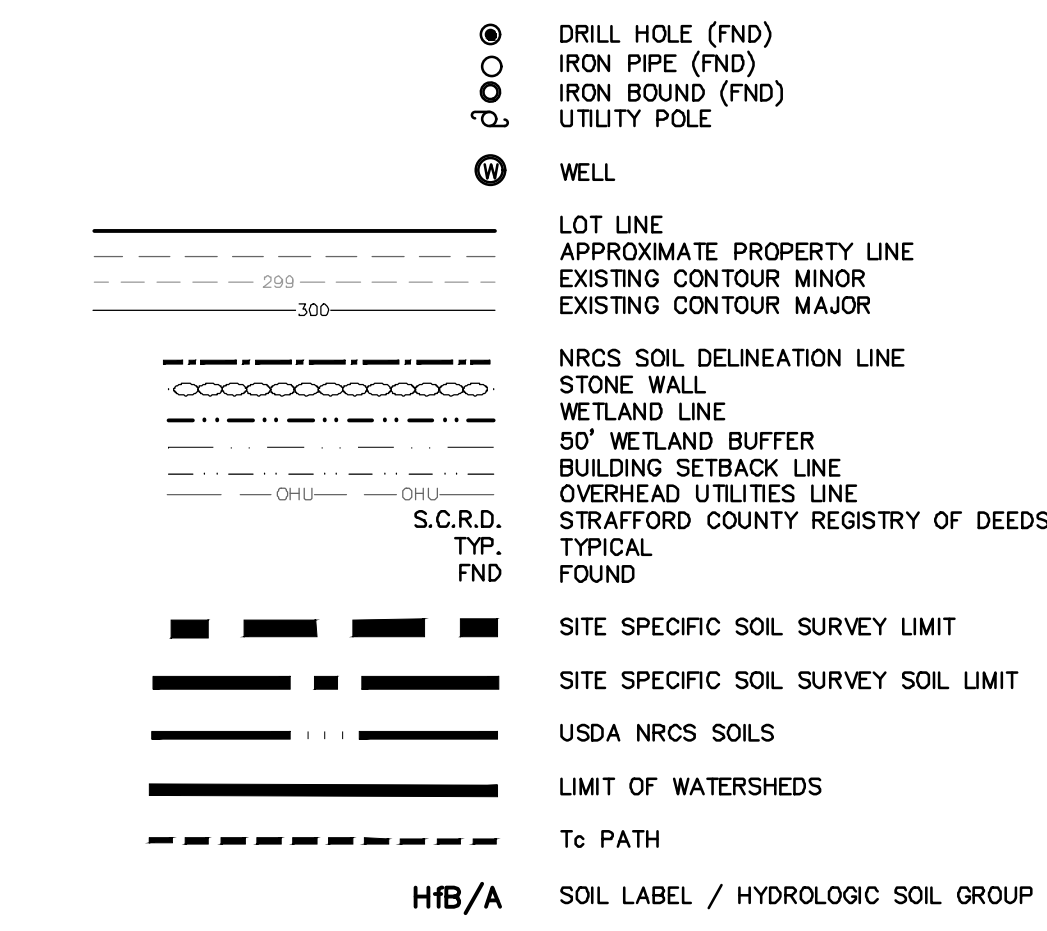 DRILL HOLE (FND)
IRON PIPE (FND)
IRON BOUND (FND)
UTILITY POLE
W WELL
LOT LINE
APPROXIMATE PROPERTY LINE
299 EXISTING CONTOUR MINOR
300 EXISTING CONTOUR MAJOR
NRCS SOIL DELINEATION LINE
STONE WALL
WETLAND LINE
50' WETLAND BUFFER
BUILDING SETBACK LINE
OHU OHU OVERHEAD UTILITIES LINE
S.C.R.D. STRAFFORD COUNTY REGISTRY OF DEEDS
TYP. TYPICAL
FND FOUND
SITE SPECIFIC SOIL SURVEY LIMIT
SITE SPECIFIC SOIL SURVEY SOIL LIMIT
USDA NRCS SOILS
LIMIT OF WATERSHEDS
Tc PATH
HfB/A SOIL LABEL / HYDROLOGIC SOIL GROUP